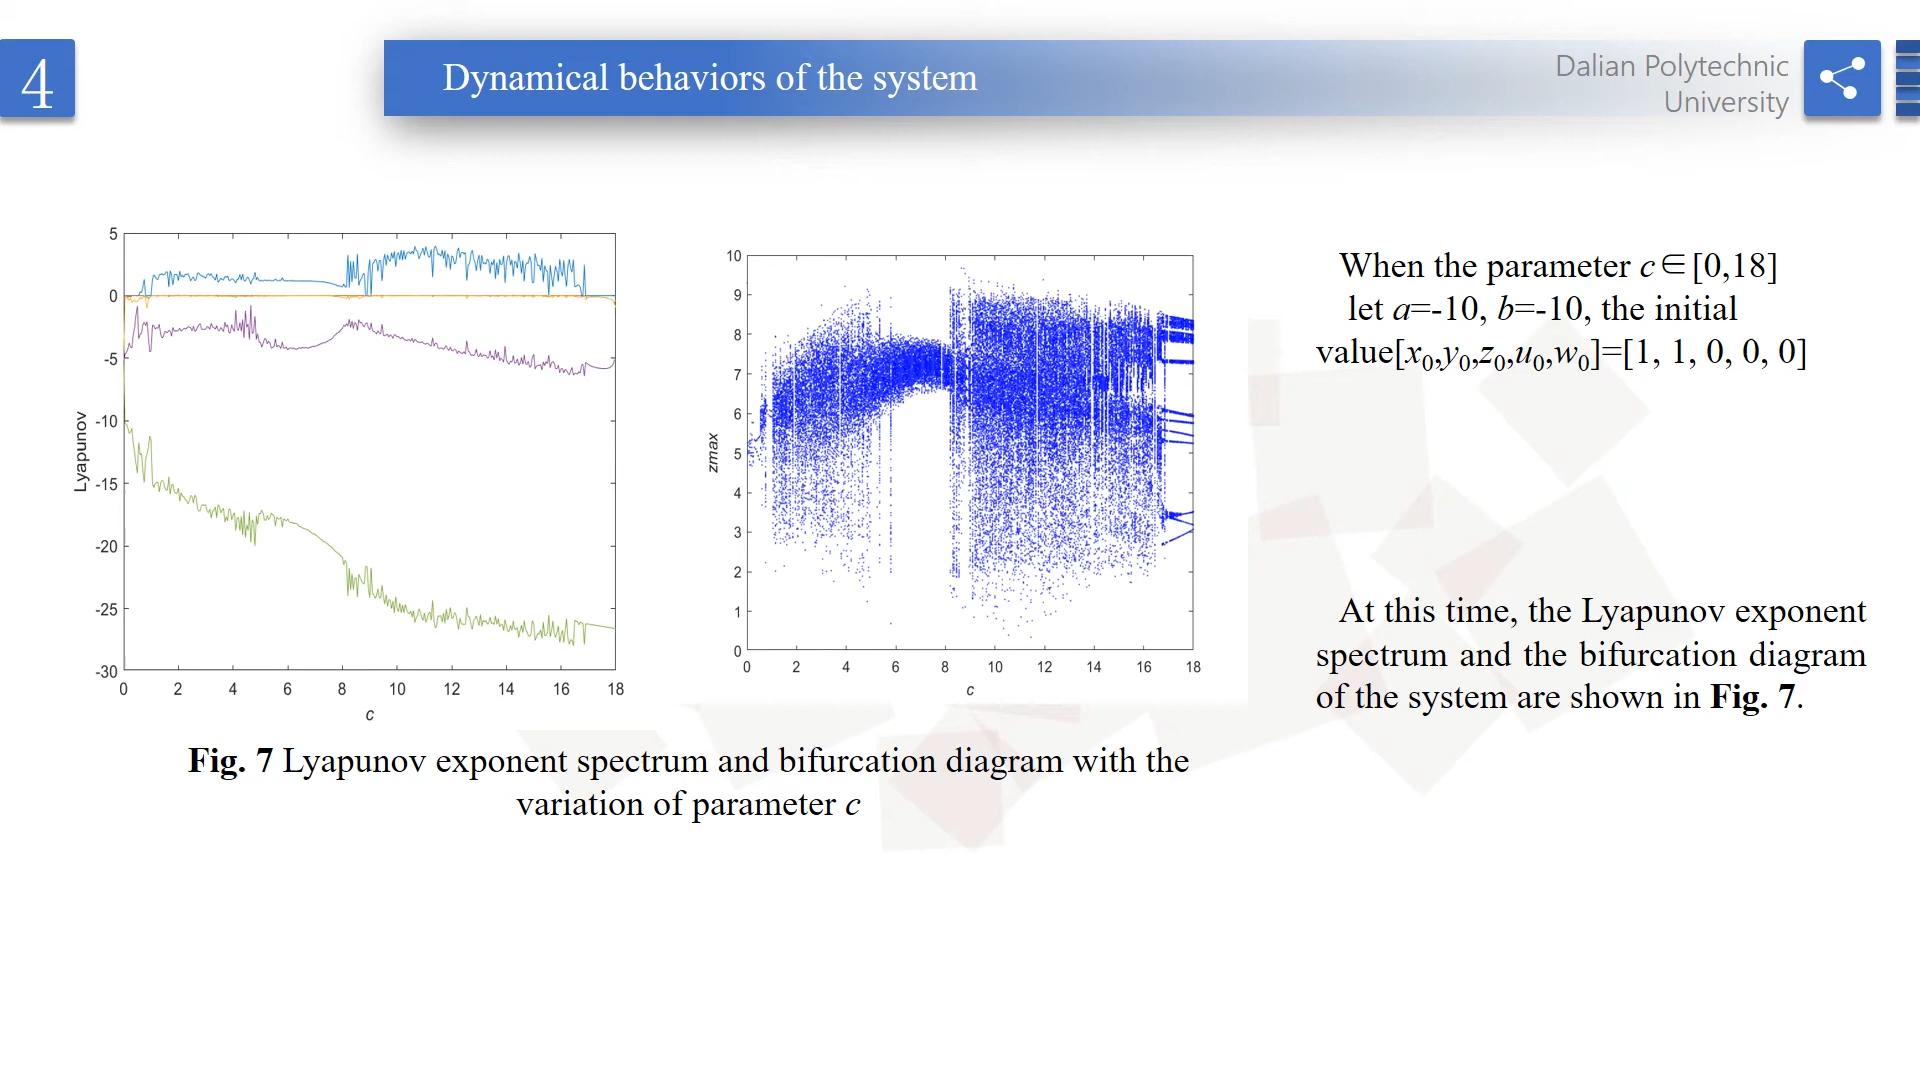 4
Dynamical behaviors of the system
Dalian Polytechnic
University
5
0
-5
-10
-15
-20
-25
-30
Lyapunov
0 2 4 6 8 10 12 14 16 18
c
10
9
8
7
6
5
4
3
2
1
0
zmax
0 2 4 6 8 10 12 14 16 18
c
Fig. 7 Lyapunov exponent spectrum and bifurcation diagram with the
variation of parameter c
When the parameter c∈[0,18]
let a=-10, b=-10, the initial
value[x₀,y₀,z₀,u₀,w₀]=[1, 1, 0, 0, 0]
At this time, the Lyapunov exponent
spectrum and the bifurcation diagram
of the system are shown in Fig. 7.